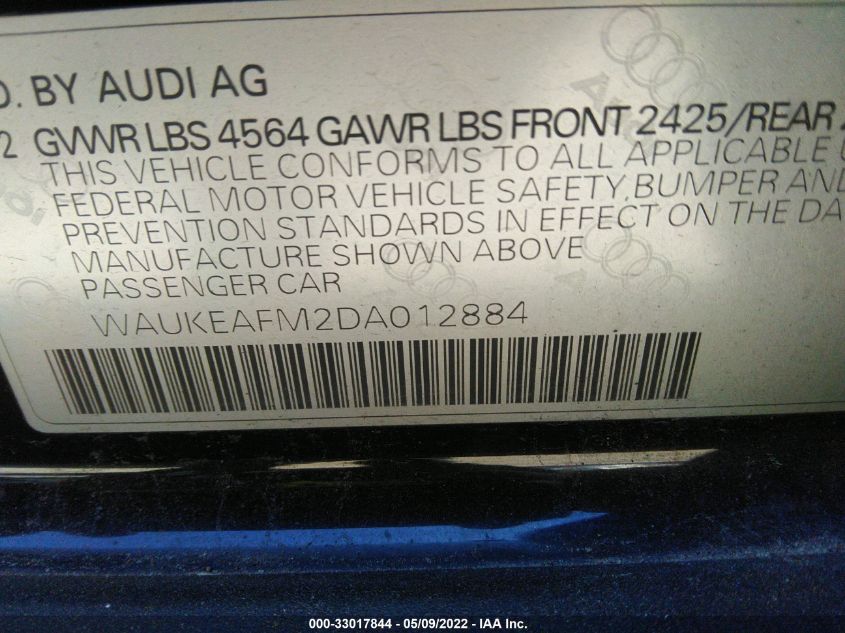 D. BY AUDI AG
2 GVWR LBS 4564 GAWR LBS FRONT 2425/REAR
THIS VEHICLE CONFORMS TO ALL APPLICABLE
FEDERAL MOTOR VEHICLE SAFETY, BUMPER AND
PREVENTION STANDARDS IN EFFECT ON THE DA
MANUFACTURE SHOWN ABOVE
PASSENGER CAR
WAUKEAFM2DA012884
000-33017844 / 05/09/2022 - IAA Inc.